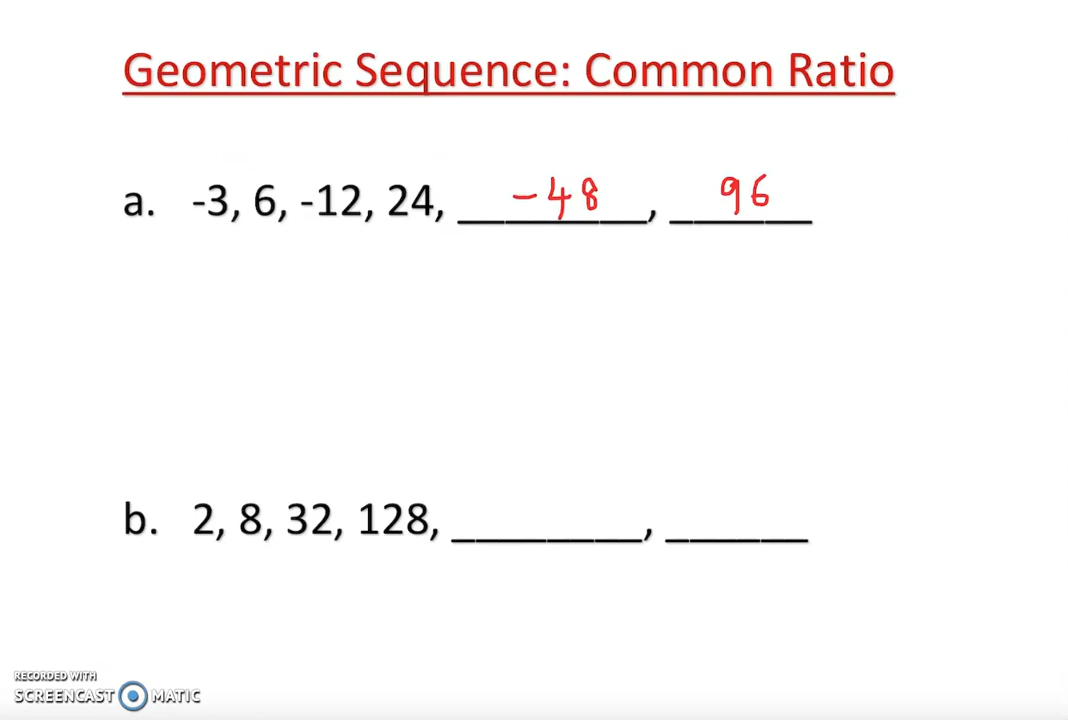 Geometric Sequence: Common Ratio
a. -3, 6, -12, 24, -48, 96
b. 2, 8, 32, 128, ________, ______
RECORDED WITH
SCREENCAST MATIC